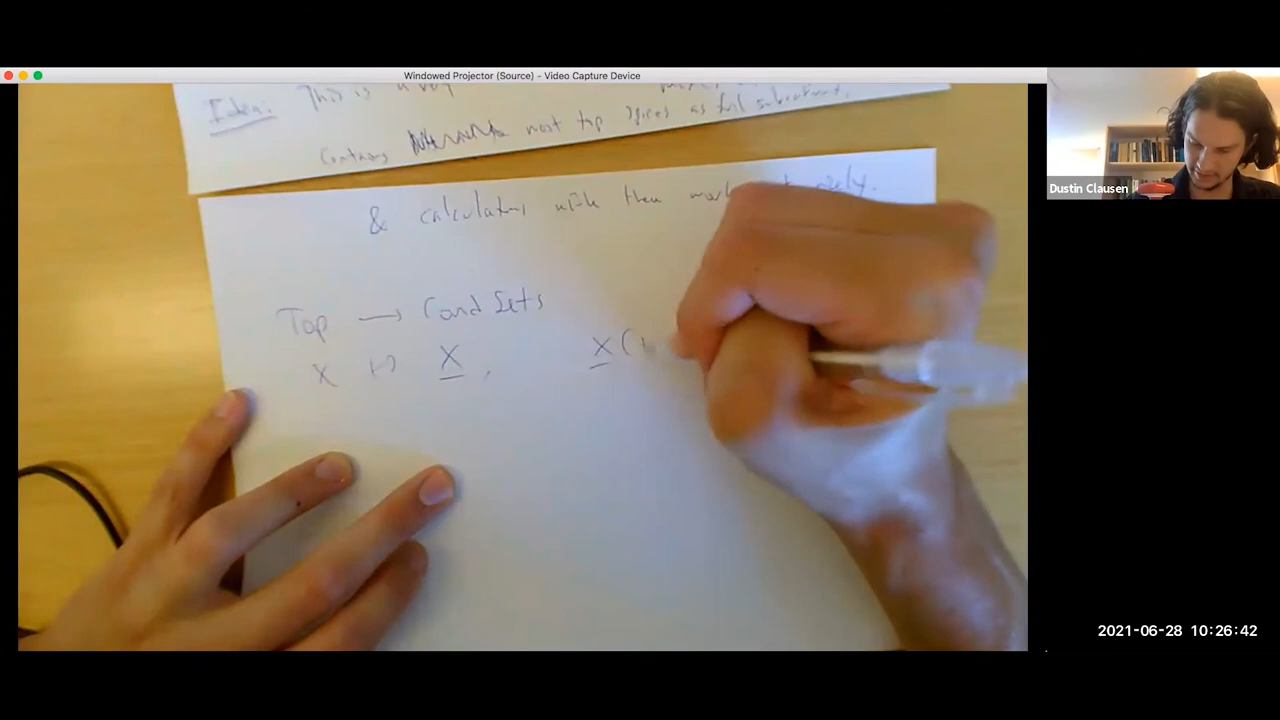 Windowed Projector (Source) - Video Capture Device
Idea: This is a
Contains most top spaces as full subcategory,
& calculations with them nicely.
Top → Cond Sets
X ↦ X, X(
Dustin Clausen
2021-06-28 10:26:42